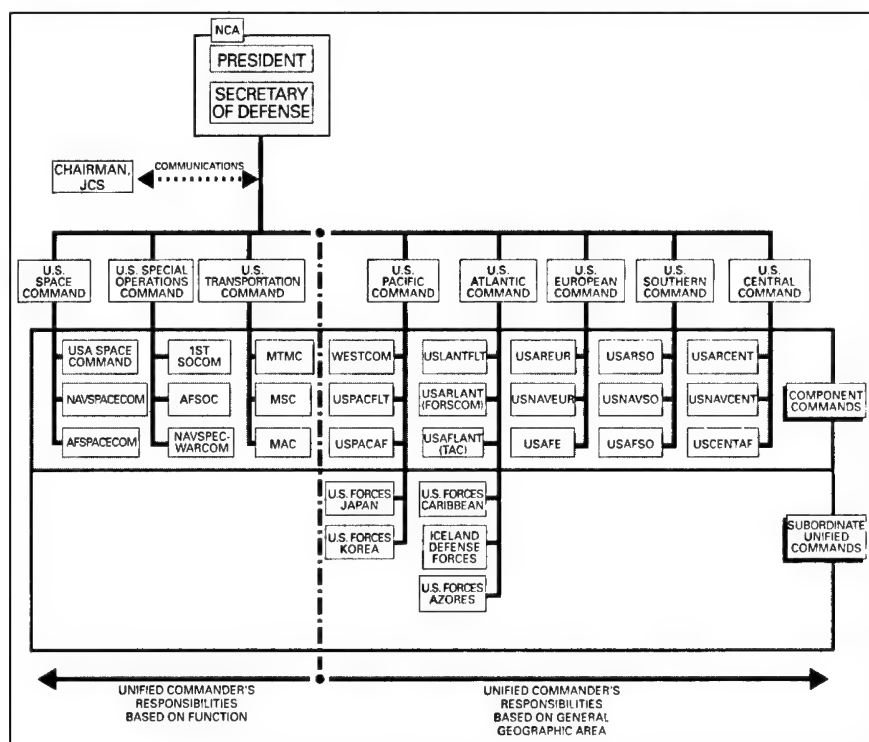 NCA
PRESIDENT
SECRETARY
OF DEFENSE
CHAIRMAN,
JCS
COMMUNICATIONS
U.S.
SPACE
COMMAND
U.S. SPECIAL
OPERATIONS
COMMAND
U.S.
TRANSPORTATION
COMMAND
U.S.
PACIFIC
COMMAND
U.S.
ATLANTIC
COMMAND
U.S.
EUROPEAN
COMMAND
U.S.
SOUTHERN
COMMAND
U.S.
CENTRAL
COMMAND
USA SPACE
COMMAND
NAVSPACECOM
AFSPACECOM
1ST
SOCOM
AFSOC
NAVSPEC-
WARCOM
MTMC
MSC
MAC
WESTCOM
USPACFLT
USPACAF
USLANTFLT
USARLANT
(FORSCOM)
USAFLANT
(TAC)
USAREUR
USNAVEUR
USAFE
USARSO
USNAVSO
USAFSO
USARCENT
USNAVCENT
USCENTAF
COMPONENT
COMMANDS
U.S. FORCES
JAPAN
U.S. FORCES
KOREA
U.S. FORCES
CARIBBEAN
ICELAND
DEFENSE
FORCES
U.S. FORCES
AZORES
SUBORDINATE
UNIFIED
COMMANDS
UNIFIED COMMANDER'S
RESPONSIBILITIES
BASED ON FUNCTION
UNIFIED COMMANDER'S
RESPONSIBILITIES
BASED ON GENERAL
GEOGRAPHIC AREA